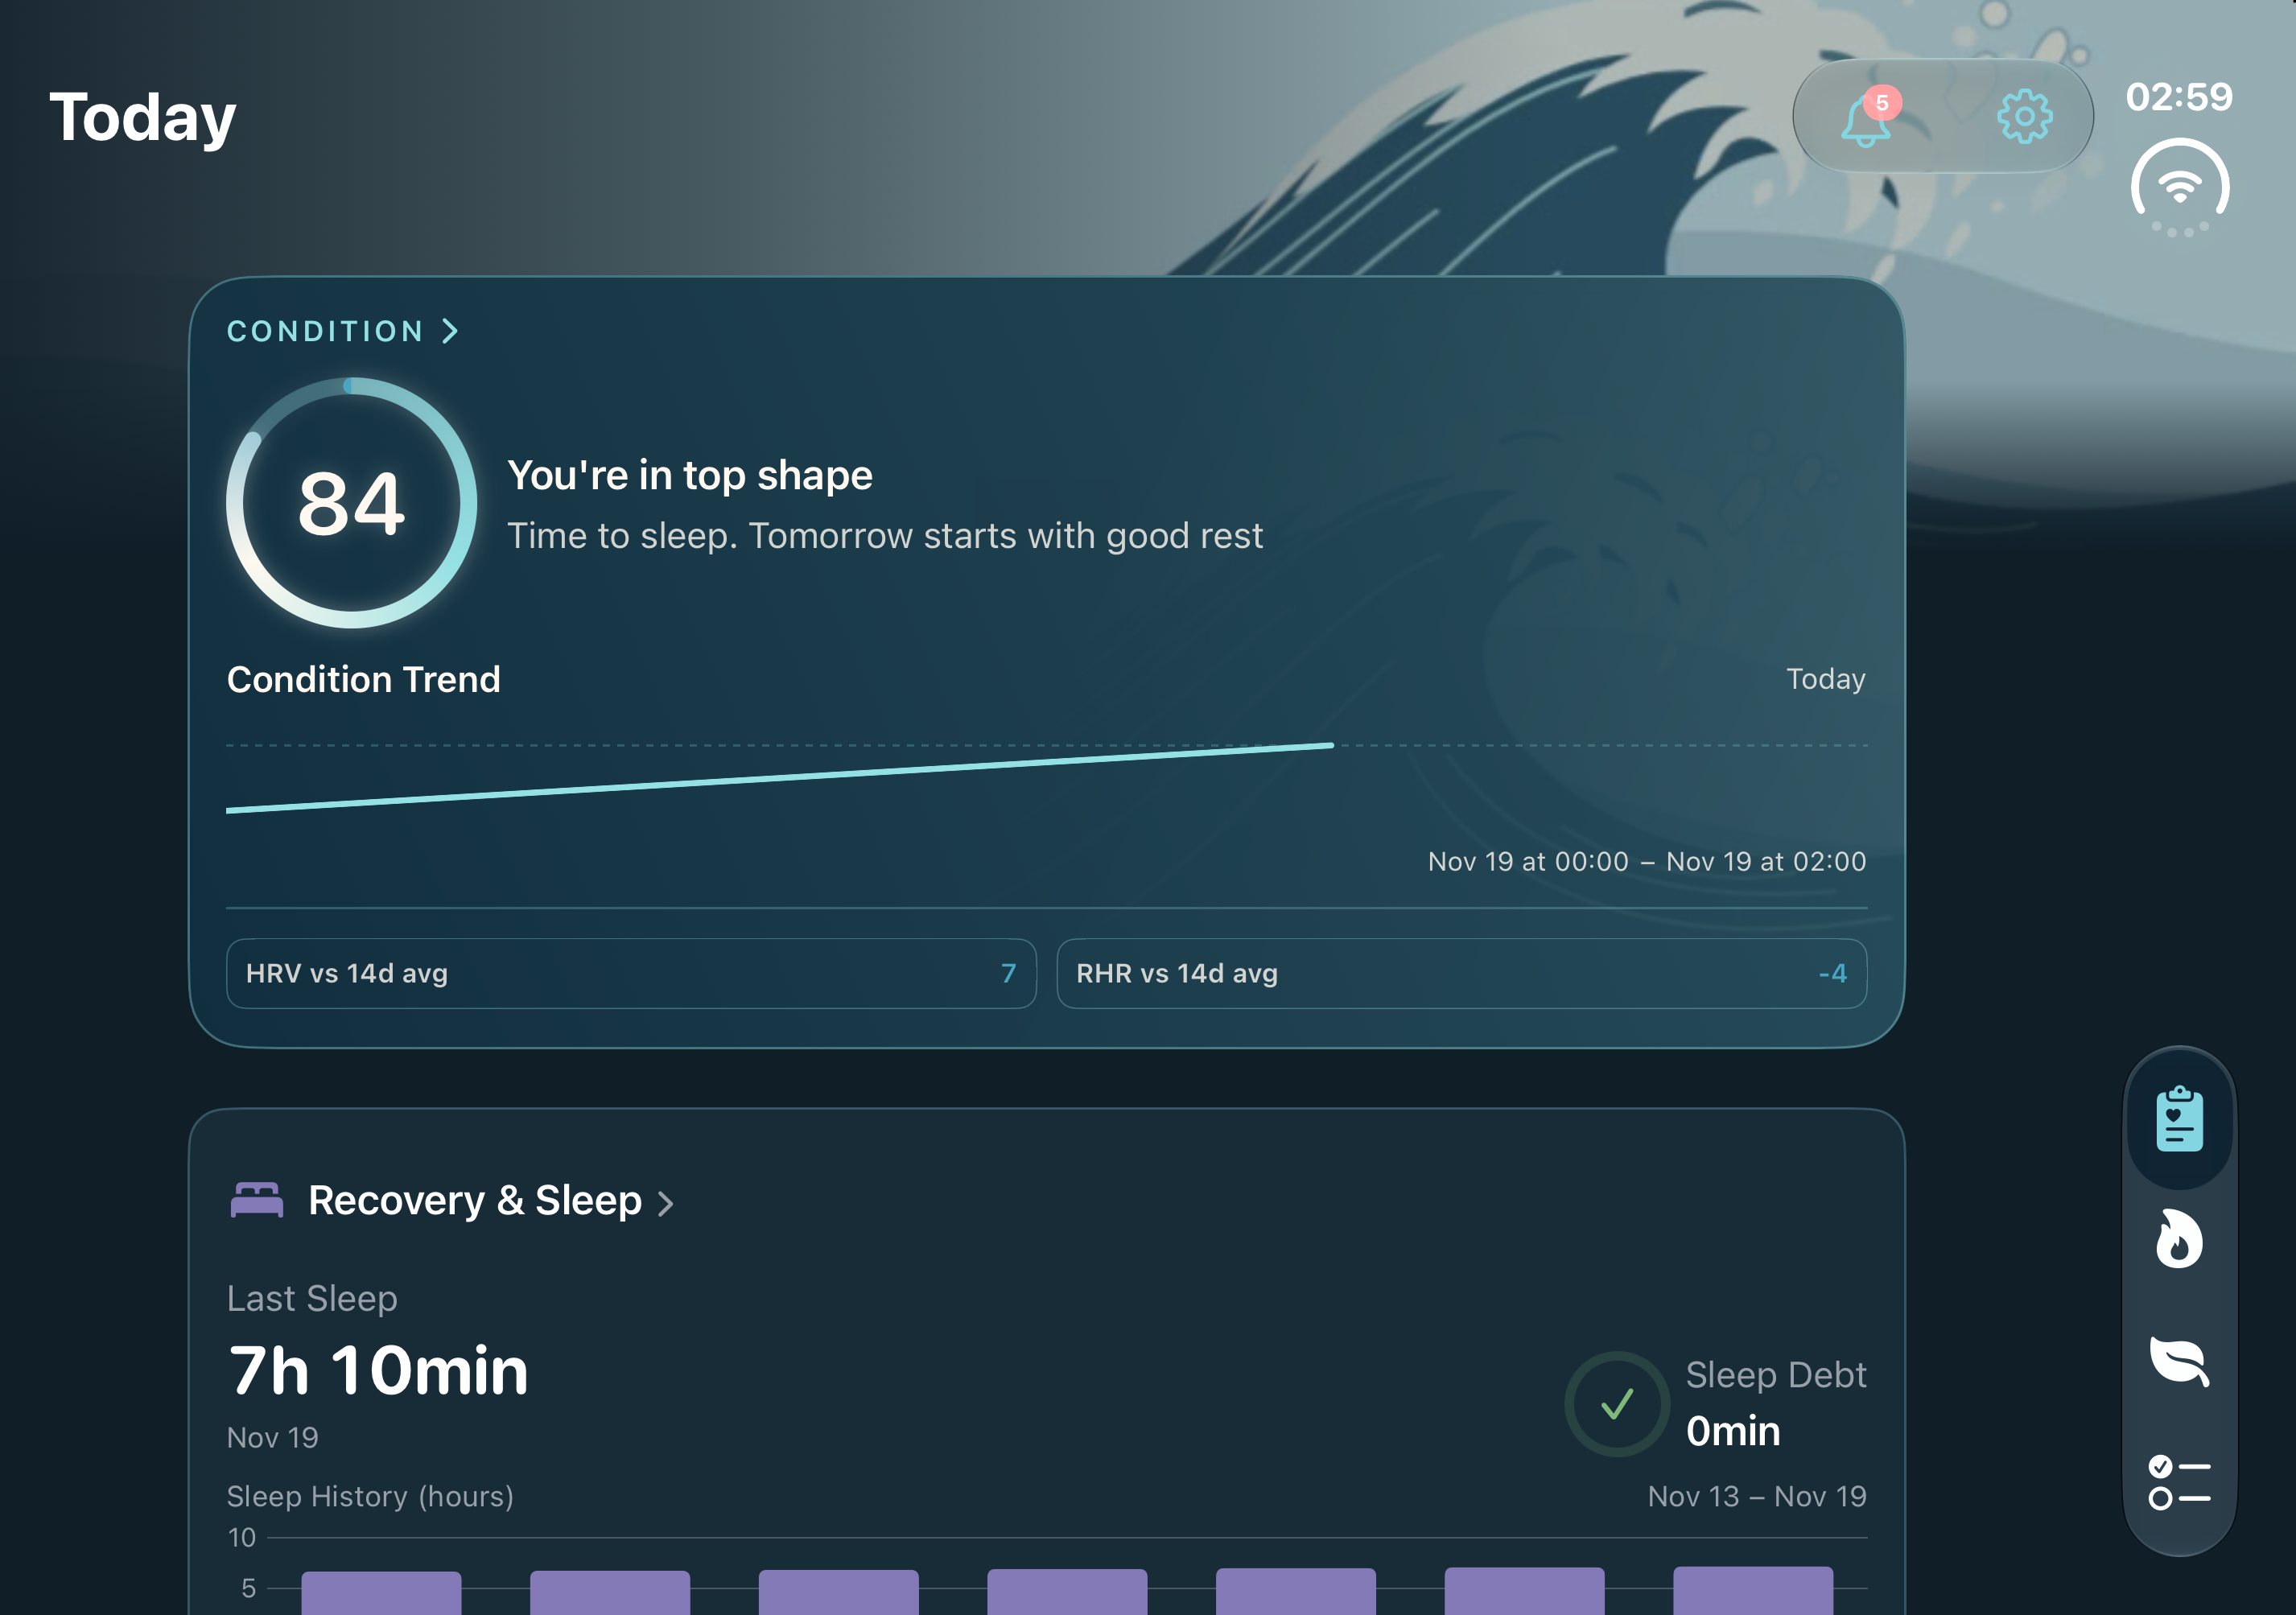 Today
5
02:59
CONDITION
84
You're in top shape
Time to sleep. Tomorrow starts with good rest
Condition Trend
Today
Nov 19 at 00:00 – Nov 19 at 02:00
HRV vs 14d avg 7
RHR vs 14d avg -4
Recovery & Sleep
Last Sleep
7h 10min
Nov 19
Sleep Debt
0min
Sleep History (hours)
Nov 13 – Nov 19
10
5